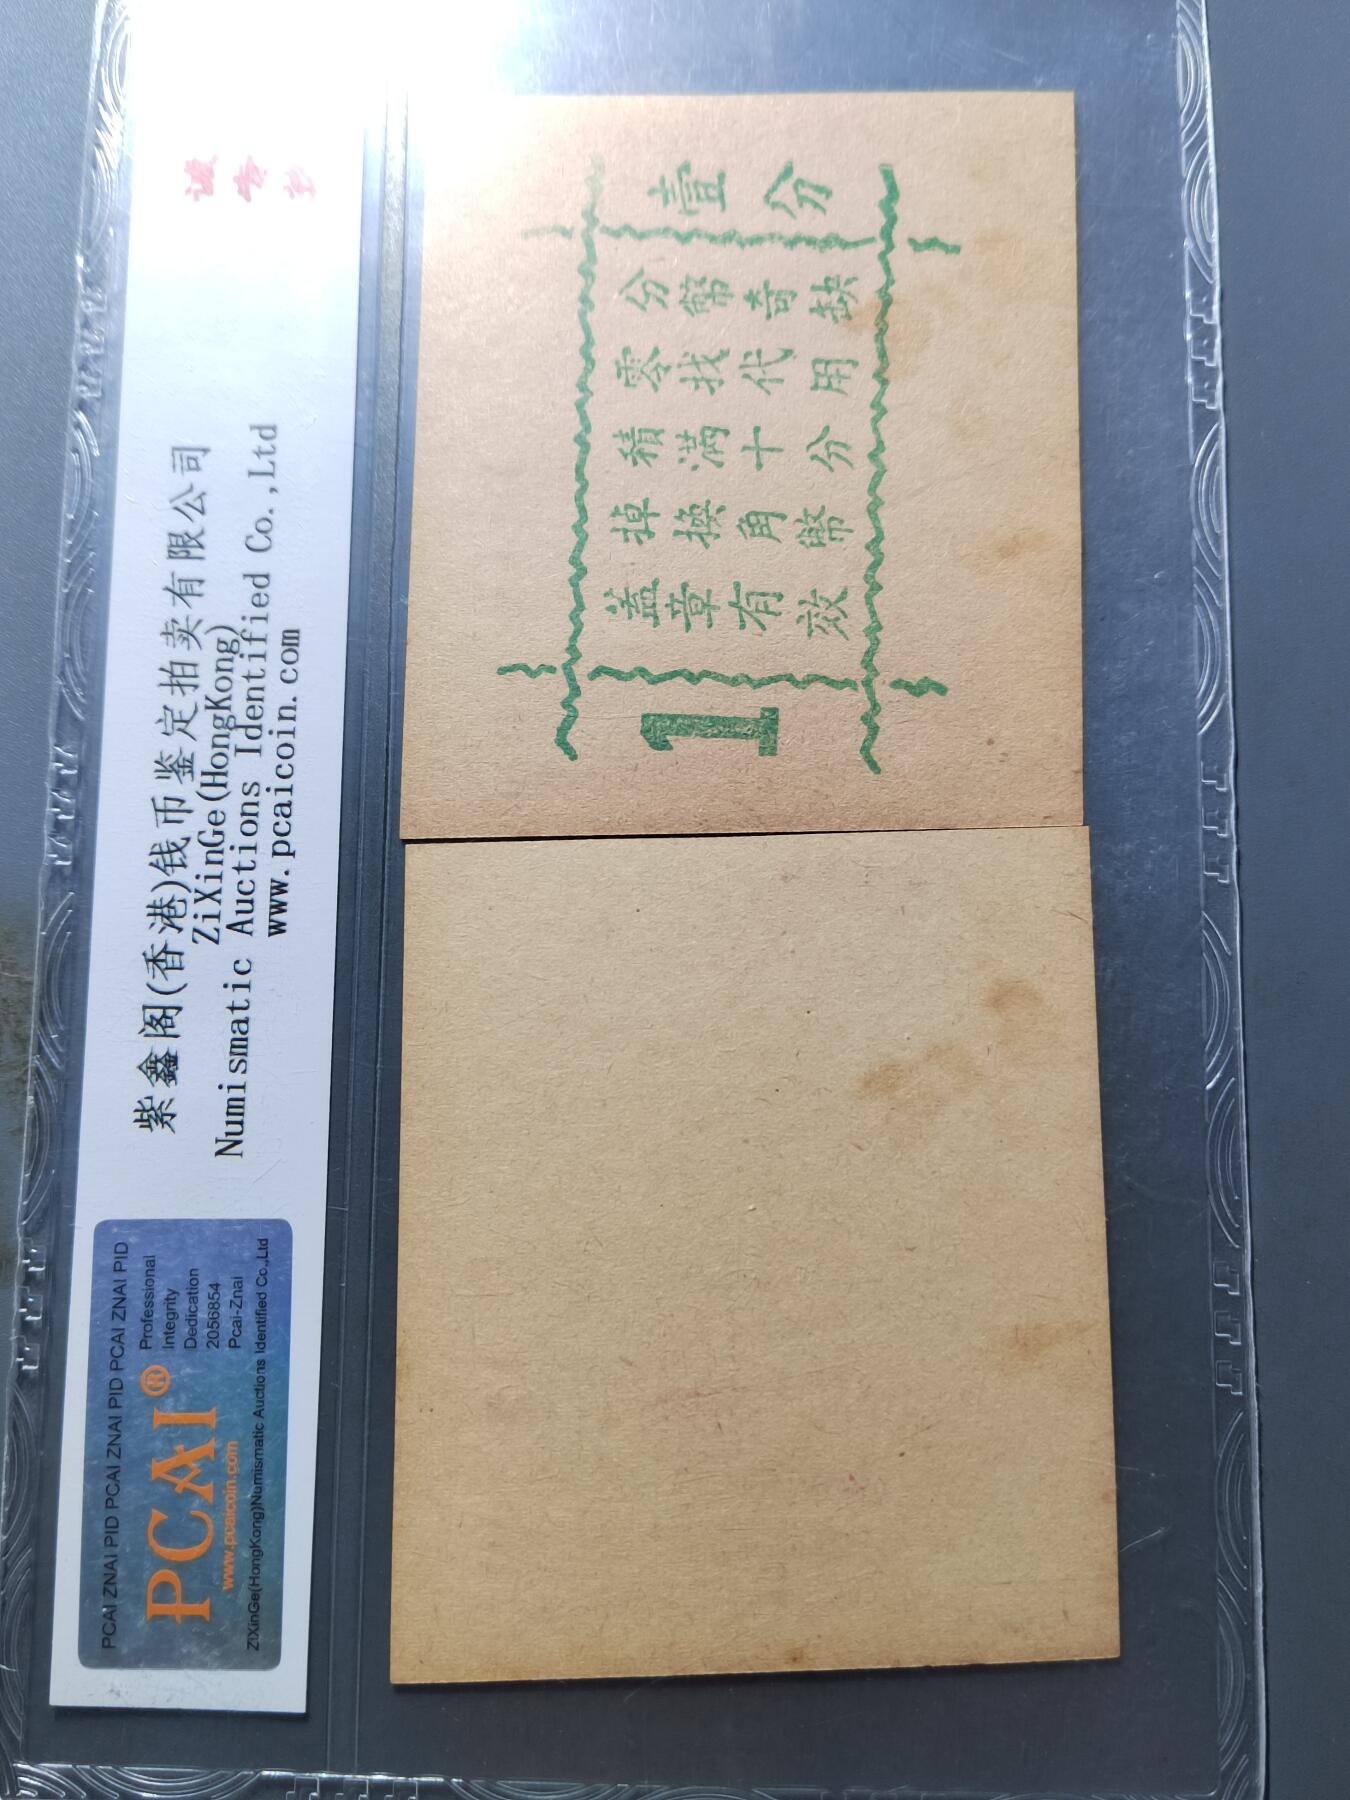 PCAI ZNAI PID PCAI ZNAI PID PCAI ZNAI PID
PCAI®
www.pcaicoin.com
Professional
Integrity
Dedication
2056854
Pcai-Znai
ZiXinGe(HongKong)Numismatic Auctions Identified Co.,Ltd
紫鑫阁(香港)钱币鉴定拍卖有限公司
ZiXinGe(HongKong)
Numismatic Auctions Identified Co.,Ltd
www.pcaicoin.com
壹分
分幣奇缺
零找代用
積滿十分
掉換角幣
盖章有效
1